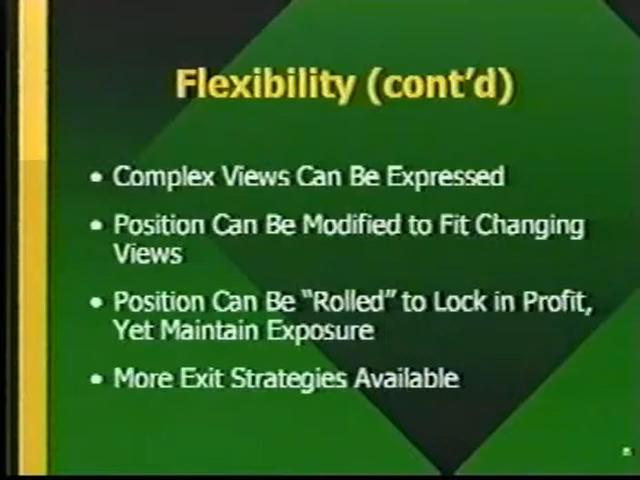 Flexibility (cont'd)
• Complex Views Can Be Expressed
• Position Can Be Modified to Fit Changing
Views
• Position Can Be "Rolled" to Lock in Profit,
Yet Maintain Exposure
• More Exit Strategies Available